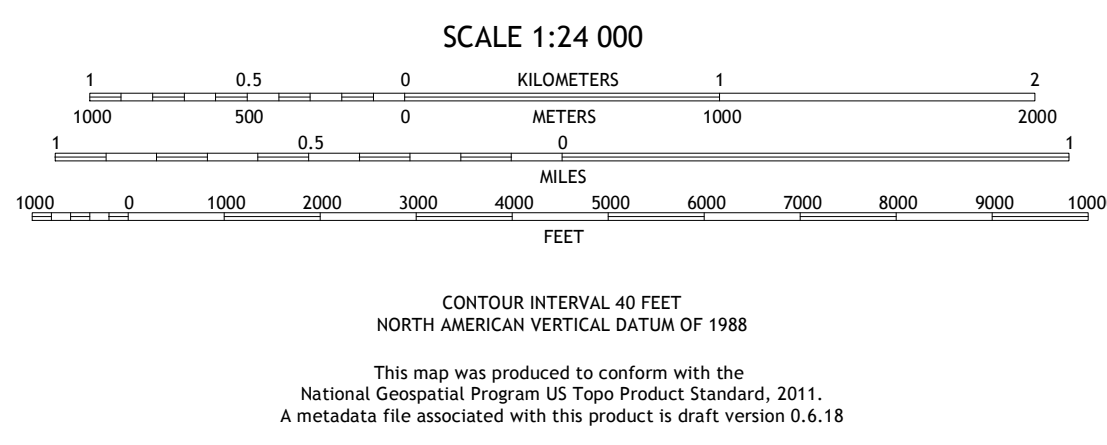 SCALE 1:24 000
1 0.5 0 KILOMETERS 1 2
1000 500 0 METERS 1000 2000
1 0.5 0 1
MILES
1000 0 1000 2000 3000 4000 5000 6000 7000 8000 9000 1000
FEET
CONTOUR INTERVAL 40 FEET
NORTH AMERICAN VERTICAL DATUM OF 1988
This map was produced to conform with the
National Geospatial Program US Topo Product Standard, 2011.
A metadata file associated with this product is draft version 0.6.18